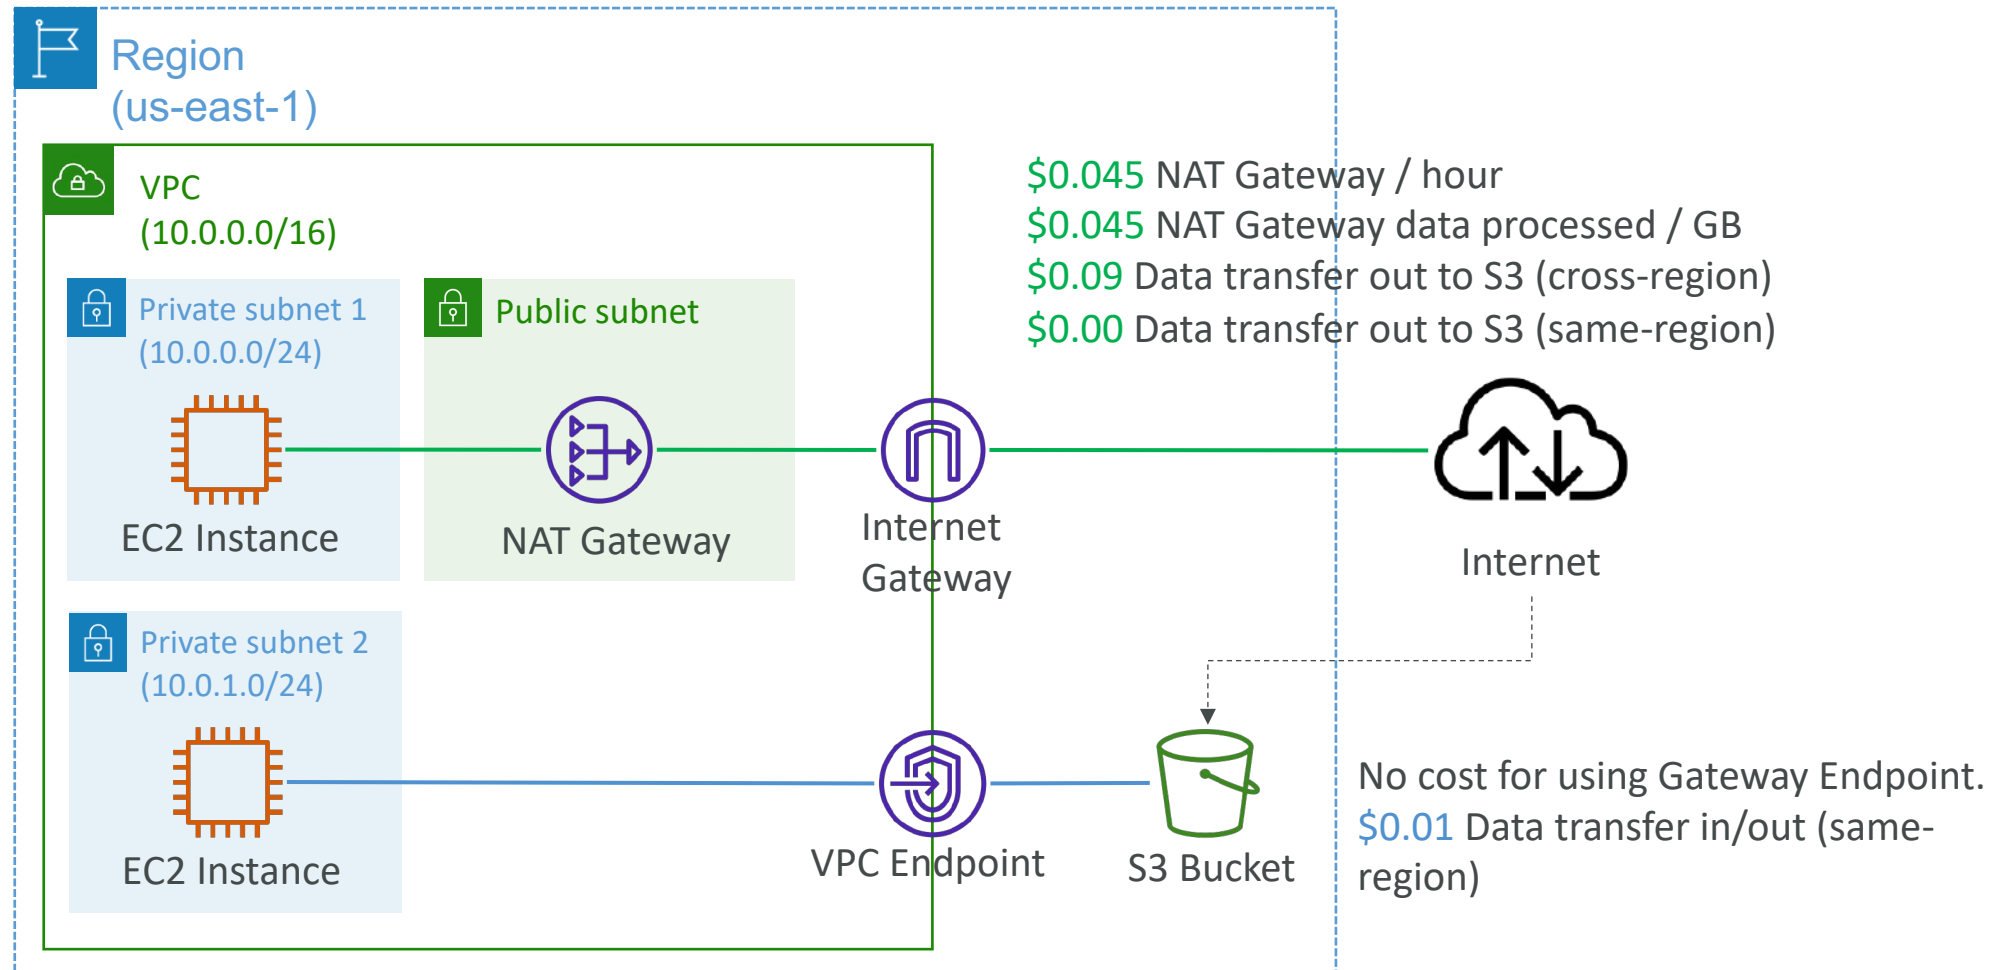 Region
(us-east-1)
VPC
(10.0.0.0/16)
$0.045 NAT Gateway / hour
$0.045 NAT Gateway data processed / GB
$0.09 Data transfer out to S3 (cross-region)
$0.00 Data transfer out to S3 (same-region)
Private subnet 1
(10.0.0.0/24)
Public subnet
EC2 Instance
NAT Gateway
Internet
Gateway
Internet
Private subnet 2
(10.0.1.0/24)
EC2 Instance
VPC Endpoint
S3 Bucket
No cost for using Gateway Endpoint.
$0.01 Data transfer in/out (same-
region)